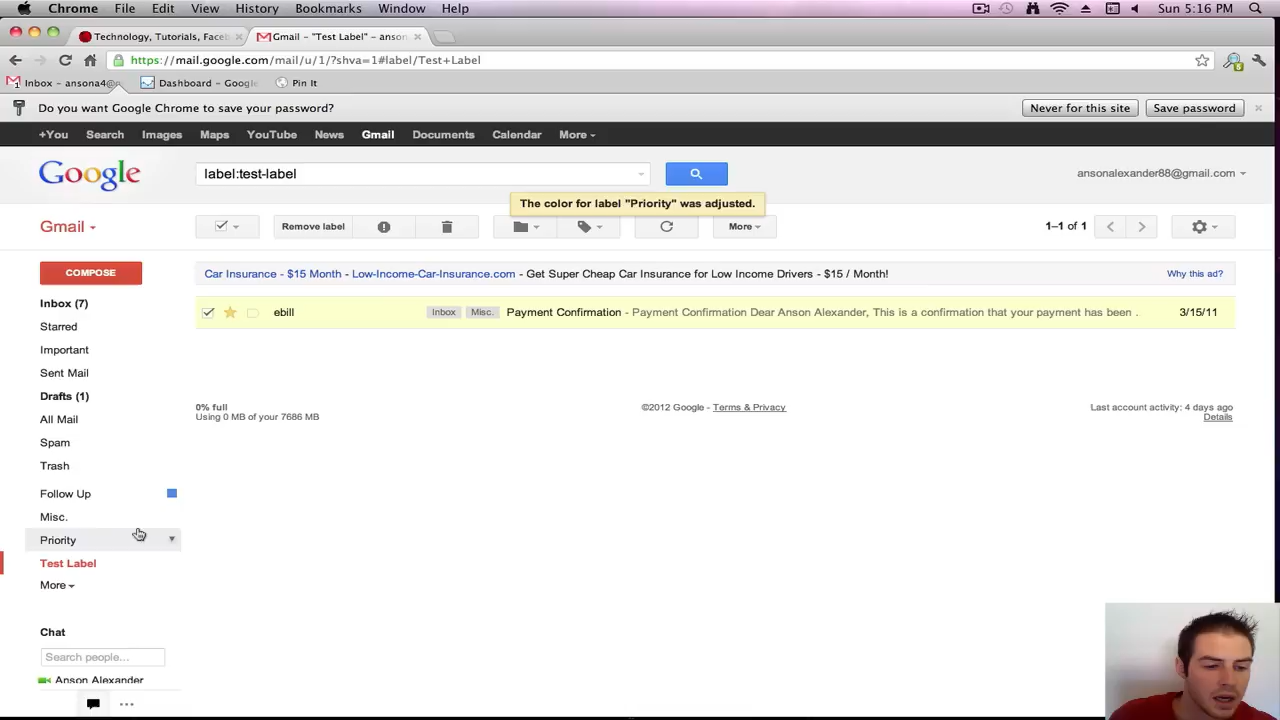 Chrome File Edit View History Bookmarks Window Help Sun 5:16 PM
Technology, Tutorials, Faceb Gmail - "Test Label" - anson
https://mail.google.com/mail/u/1/?shva=1#label/Test+Label
Inbox - ansona4@ Dashboard - Google Pin It
Do you want Google Chrome to save your password? Never for this site Save password
+You Search Images Maps YouTube News Gmail Documents Calendar More
Google label:test-label ansonalexander88@gmail.com
The color for label "Priority" was adjusted.
Gmail Remove label More 1–1 of 1
COMPOSE
Car Insurance - $15 Month - Low-Income-Car-Insurance.com - Get Super Cheap Car Insurance for Low Income Drivers - $15 / Month! Why this ad?
Inbox (7)
ebill Inbox Misc. Payment Confirmation - Payment Confirmation Dear Anson Alexander, This is a confirmation that your payment has been . 3/15/11
Starred
Important
Sent Mail
Drafts (1)
All Mail
Spam
Trash
0% full
Using 0 MB of your 7686 MB
©2012 Google - Terms & Privacy
Last account activity: 4 days ago
Details
Follow Up
Misc.
Priority
Test Label
More
Chat
Search people...
Anson Alexander